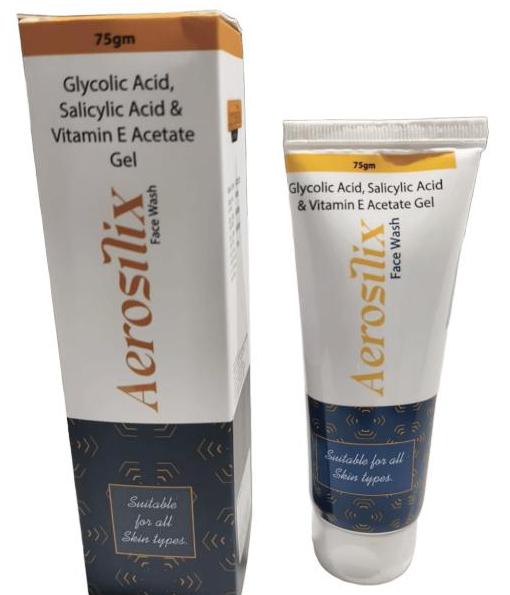 75gm
Glycolic Acid,
Salicylic Acid &
Vitamin E Acetate
Gel
Aerosilix
Face Wash
Suitable
for all
Skin types.
75gm
Glycolic Acid, Salicylic Acid
& Vitamin E Acetate Gel
Aerosilix
Face Wash
Suitable for all
Skin types.